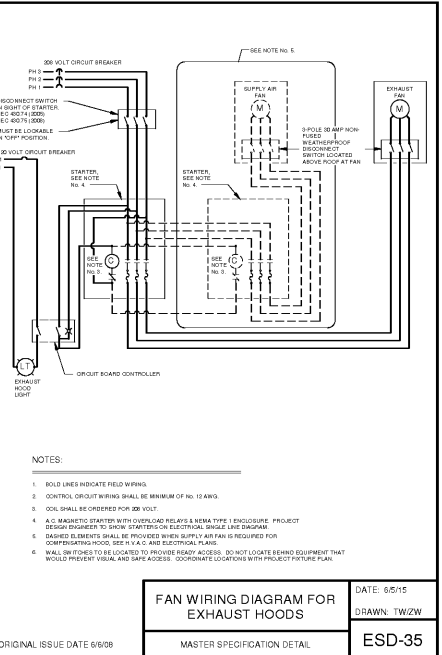 208 VOLT CIRCUIT BREAKER
PH 3
PH 2
PH 1
SEE NOTE No. 5.
SUPPLY AIR
FAN
M
EXHAUST
FAN
M
DISCONNECT SWITCH
SIGHT OF STARTER.
430.74 (2005)
430.75 (2008)
MUST BE LOCKABLE
"OFF" POSITION.
20 VOLT CIRCUIT BREAKER
3-POLE 30 AMP NON-
FUSED
WEATHERPROOF
DISCONNECT
SWITCH LOCATED
ABOVE ROOF AT FAN
STARTER,
SEE NOTE
No. 4.
STARTER,
SEE NOTE
No. 4.
SEE
NOTE
No. 3.
C
SEE
NOTE
No. 3.
C
LT
EXHAUST
HOOD
LIGHT
CIRCUIT BOARD CONTROLLER
NOTES:
1. BOLD LINES INDICATE FIELD WIRING.
2. CONTROL CIRCUIT WIRING SHALL BE MINIMUM OF No. 12 AWG.
3. COIL SHALL BE ORDERED FOR 208 VOLT.
4. A.C. MAGNETIC STARTER WITH OVERLOAD RELAYS & NEMA TYPE 1 ENCLOSURE. PROJECT
DESIGN ENGINEER TO SHOW STARTERS ON ELECTRICAL SINGLE LINE DIAGRAM.
5. DASHED ELEMENTS SHALL BE PROVIDED WHEN SUPPLY AIR FAN IS REQUIRED FOR
COMPENSATING HOOD, SEE H.V.A.C. AND ELECTRICAL PLANS.
6. WALL SWITCHES TO BE LOCATED TO PROVIDE READY ACCESS. DO NOT LOCATE BEHIND EQUIPMENT THAT
WOULD PREVENT VISUAL AND SAFE ACCESS. COORDINATE LOCATIONS WITH PROJECT FIXTURE PLAN.
FAN WIRING DIAGRAM FOR
EXHAUST HOODS
DATE: 6/5/15
DRAWN: TW/ZW
ORIGINAL ISSUE DATE 6/6/08
MASTER SPECIFICATION DETAIL
ESD-35